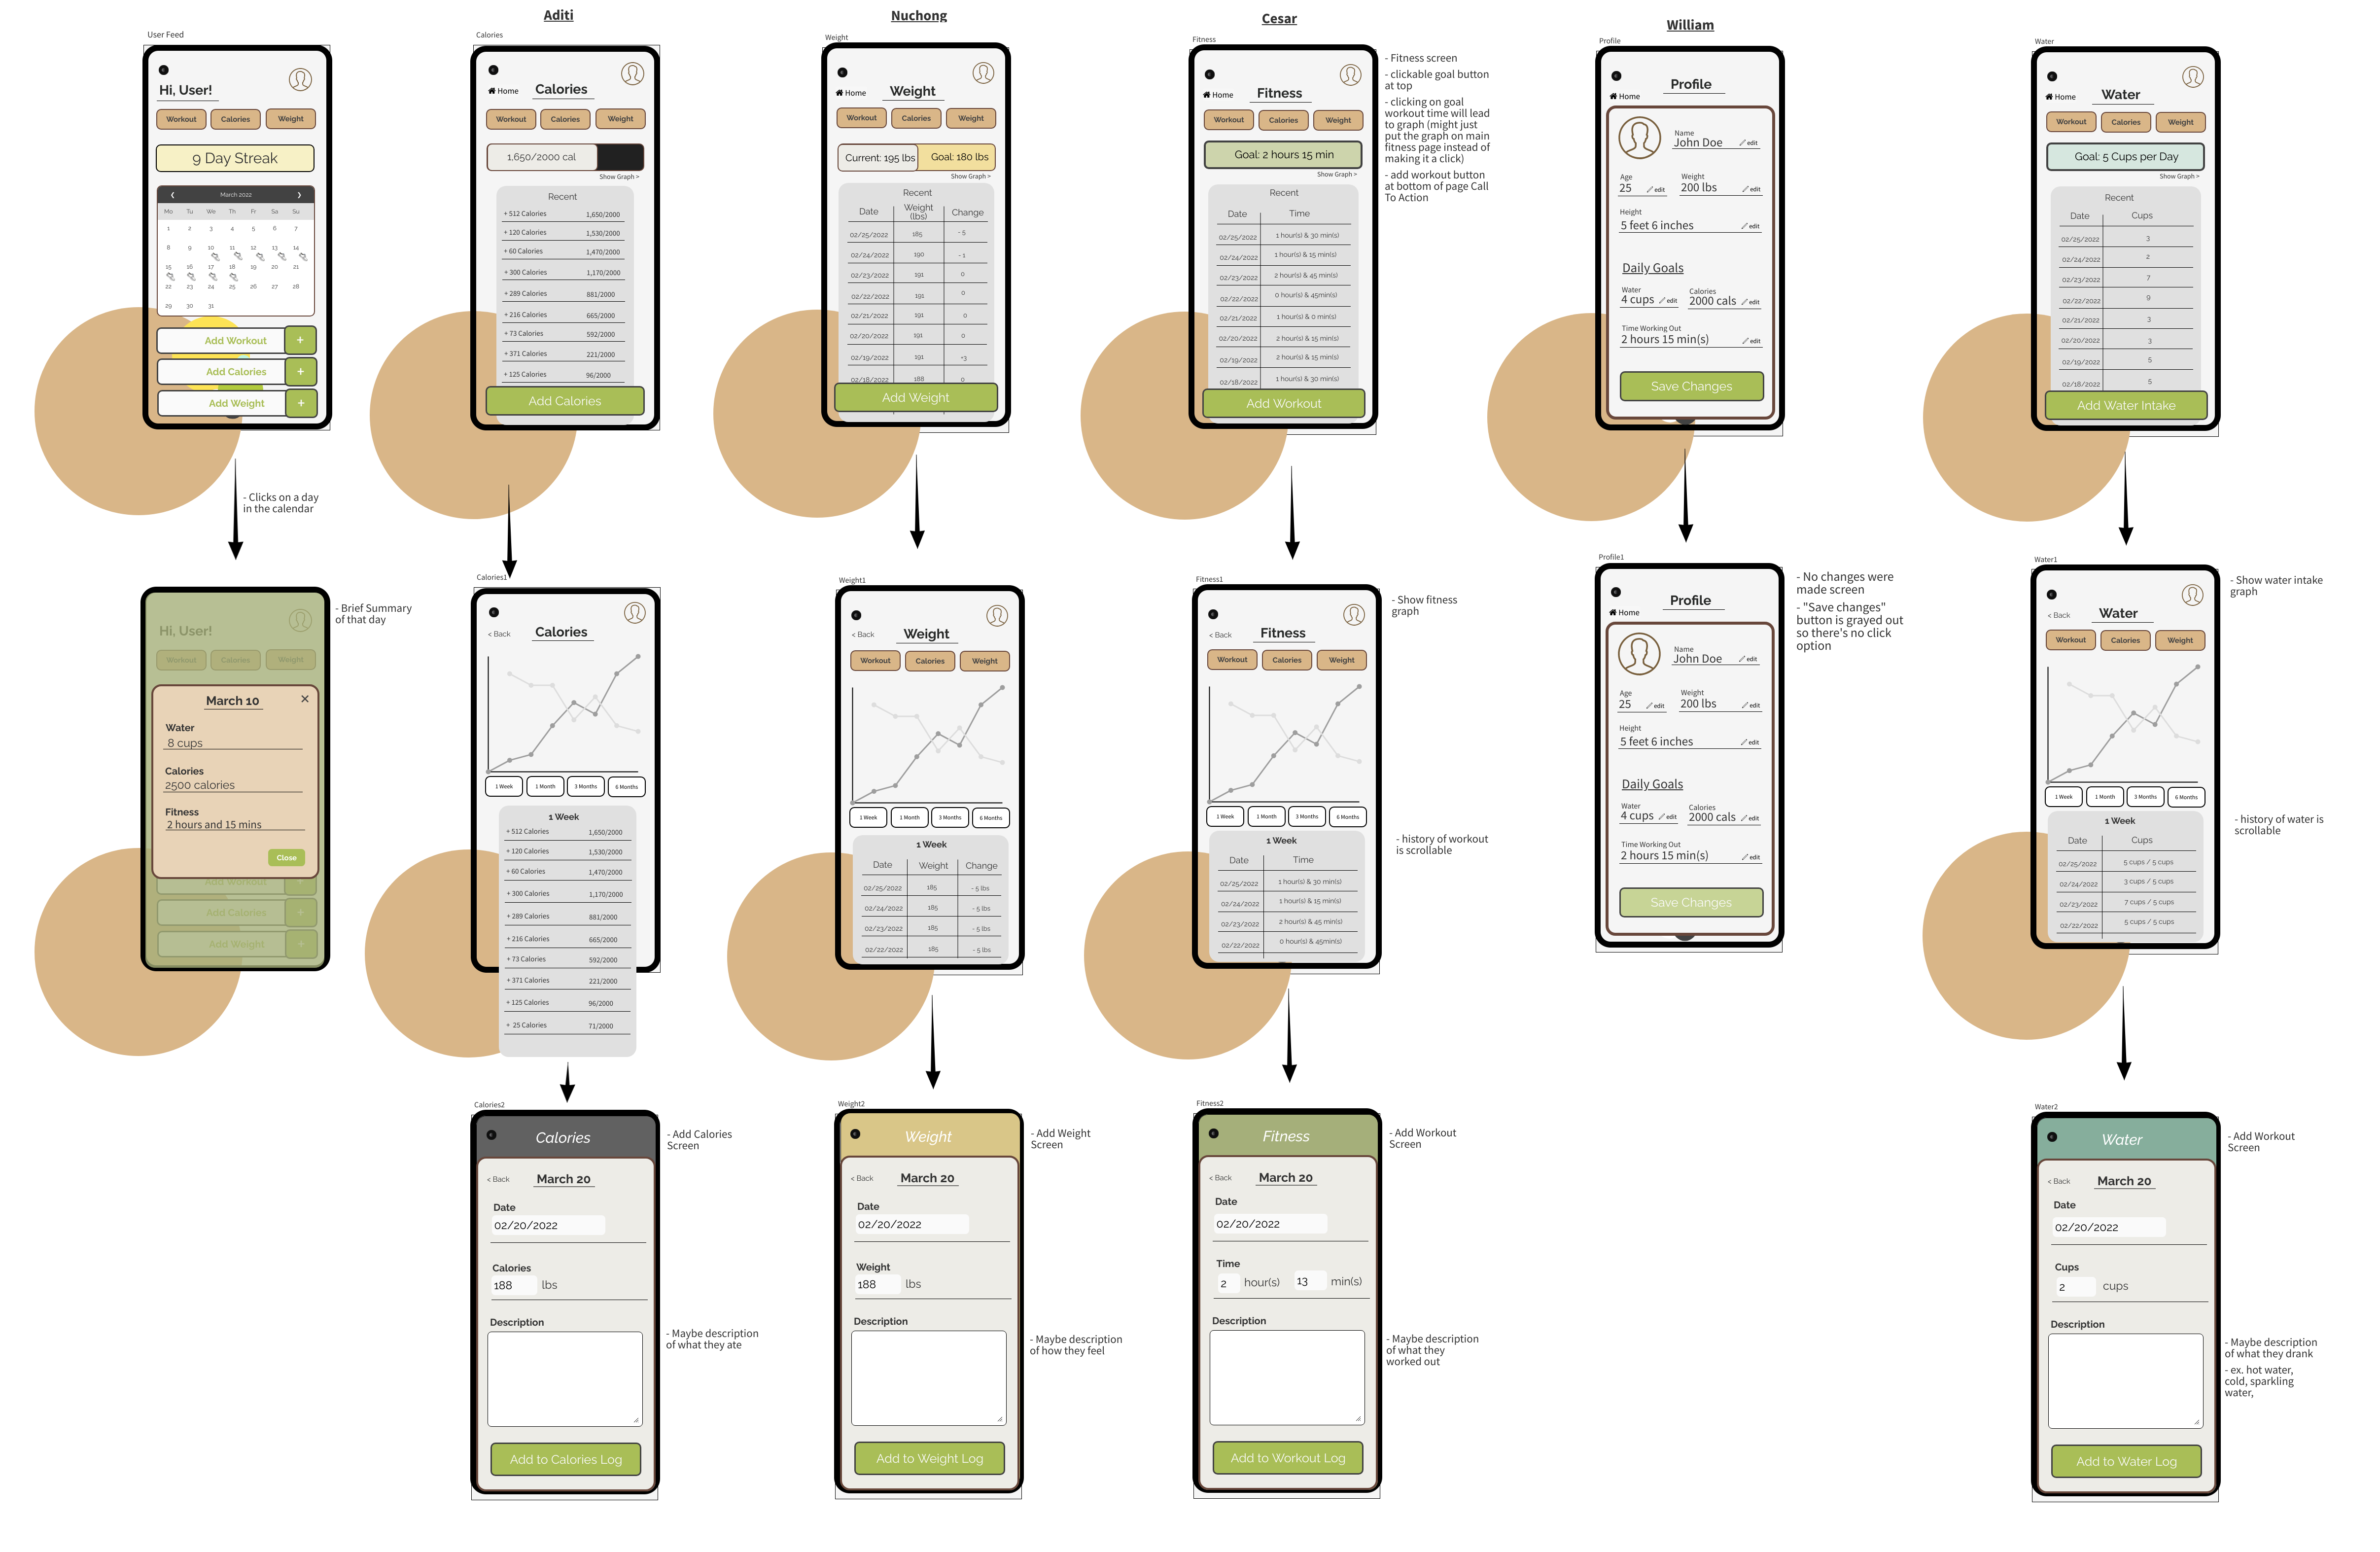 Aditi
Nuchong
Cesar
William
User Feed
Hi, User!
Workout
Calories
Weight
9 Day Streak
March 2022
Mo Tu We Th Fr Sa Su
1 2 3 4 5 6 7
8 9 10 11 12 13 14
15 16 17 18 19 20 21
22 23 24 25 26 27 28
29 30 31
Add Workout +
Add Calories +
Add Weight +
- Clicks on a day
in the calendar
Calories
Home
Calories
Workout
Calories
Weight
1,650/2000 cal
Show Graph >
Recent
+ 512 Calories 1,650/2000
+ 120 Calories 1,530/2000
+ 60 Calories 1,470/2000
+ 300 Calories 1,170/2000
+ 289 Calories 881/2000
+ 216 Calories 665/2000
+ 73 Calories 592/2000
+ 371 Calories 221/2000
+ 125 Calories 96/2000
Add Calories
Weight
Home
Weight
Workout
Calories
Weight
Current: 195 lbs
Goal: 180 lbs
Show Graph >
Recent
Date Weight (lbs) Change
02/25/2022 185 - 5
02/24/2022 190 - 1
02/23/2022 191 0
02/22/2022 191 0
02/21/2022 191 0
02/20/2022 191 0
02/19/2022 191 +3
02/18/2022 188 0
Add Weight
Fitness
Home
Fitness
Workout
Calories
Weight
Goal: 2 hours 15 min
Show Graph >
Recent
Date Time
02/25/2022 1 hour(s) & 30 min(s)
02/24/2022 1 hour(s) & 15 min(s)
02/23/2022 2 hour(s) & 45 min(s)
02/22/2022 0 hour(s) & 45min(s)
02/21/2022 1 hour(s) & 0 min(s)
02/20/2022 2 hour(s) & 15 min(s)
02/19/2022 2 hour(s) & 15 min(s)
02/18/2022 1 hour(s) & 30 min(s)
Add Workout
- Fitness screen
- clickable goal button
at top
- clicking on goal
workout time will lead
to graph (might just
put the graph on main
fitness page instead of
making it a click)
- add workout button
at bottom of page Call
To Action
Profile
Profile
Home
Name
John Doe edit
Age Weight
25 edit 200 lbs edit
Height
5 feet 6 inches edit
Daily Goals
Water Calories
4 cups edit 2000 cals edit
Time Working Out
2 hours 15 min(s) edit
Save Changes
Water
Home
Water
Workout
Calories
Weight
Goal: 5 Cups per Day
Show Graph >
Recent
Date Cups
02/25/2022 3
02/24/2022 2
02/23/2022 7
02/22/2022 9
02/21/2022 3
02/20/2022 3
02/19/2022 5
02/18/2022 5
Add Water Intake
Hi, User!
Workout
Calories
Weight
March 10 ×
Water
8 cups
Calories
2500 calories
Fitness
2 hours and 15 mins
Close
Add Workout +
Add Calories +
Add Weight +
- Brief Summary
of that day
Calories1
< Back
Calories
1 Week
1 Month
3 Months
6 Months
1 Week
+ 512 Calories 1,650/2000
+ 120 Calories 1,530/2000
+ 60 Calories 1,470/2000
+ 300 Calories 1,170/2000
+ 289 Calories 881/2000
+ 216 Calories 665/2000
+ 73 Calories 592/2000
+ 371 Calories 221/2000
+ 125 Calories 96/2000
+ 25 Calories 71/2000
Weight1
< Back
Weight
Workout
Calories
Weight
1 Week
1 Month
3 Months
6 Months
1 Week
Date Weight Change
02/25/2022 185 - 5 lbs
02/24/2022 185 - 5 lbs
02/23/2022 185 - 5 lbs
02/22/2022 185 - 5 lbs
Fitness1
< Back
Fitness
Workout
Calories
Weight
1 Week
1 Month
3 Months
6 Months
1 Week
Date Time
02/25/2022 1 hour(s) & 30 min(s)
02/24/2022 1 hour(s) & 15 min(s)
02/23/2022 2 hour(s) & 45 min(s)
02/22/2022 0 hour(s) & 45min(s)
- Show fitness
graph
- history of workout
is scrollable
Profile1
Profile
Home
Name
John Doe edit
Age Weight
25 edit 200 lbs edit
Height
5 feet 6 inches edit
Daily Goals
Water Calories
4 cups edit 2000 cals edit
Time Working Out
2 hours 15 min(s) edit
Save Changes
- No changes were
made screen
- "Save changes"
button is grayed out
so there's no click
option
Water1
< Back
Water
Workout
Calories
Weight
1 Week
1 Month
3 Months
6 Months
1 Week
Date Cups
02/25/2022 5 cups / 5 cups
02/24/2022 3 cups / 5 cups
02/23/2022 7 cups / 5 cups
02/22/2022 5 cups / 5 cups
- Show water intake
graph
- history of water is
scrollable
Calories2
Calories
< Back
March 20
Date
02/20/2022
Calories
188 lbs
Description
Add to Calories Log
- Add Calories
Screen
- Maybe description
of what they ate
Weight2
Weight
< Back
March 20
Date
02/20/2022
Weight
188 lbs
Description
Add to Weight Log
- Add Weight
Screen
- Maybe description
of how they feel
Fitness2
Fitness
< Back
March 20
Date
02/20/2022
Time
2 hour(s) 13 min(s)
Description
Add to Workout Log
- Add Workout
Screen
- Maybe description
of what they
worked out
Water2
Water
< Back
March 20
Date
02/20/2022
Cups
2 cups
Description
Add to Water Log
- Add Workout
Screen
- Maybe description
of what they drank
- ex. hot water,
cold, sparkling
water,